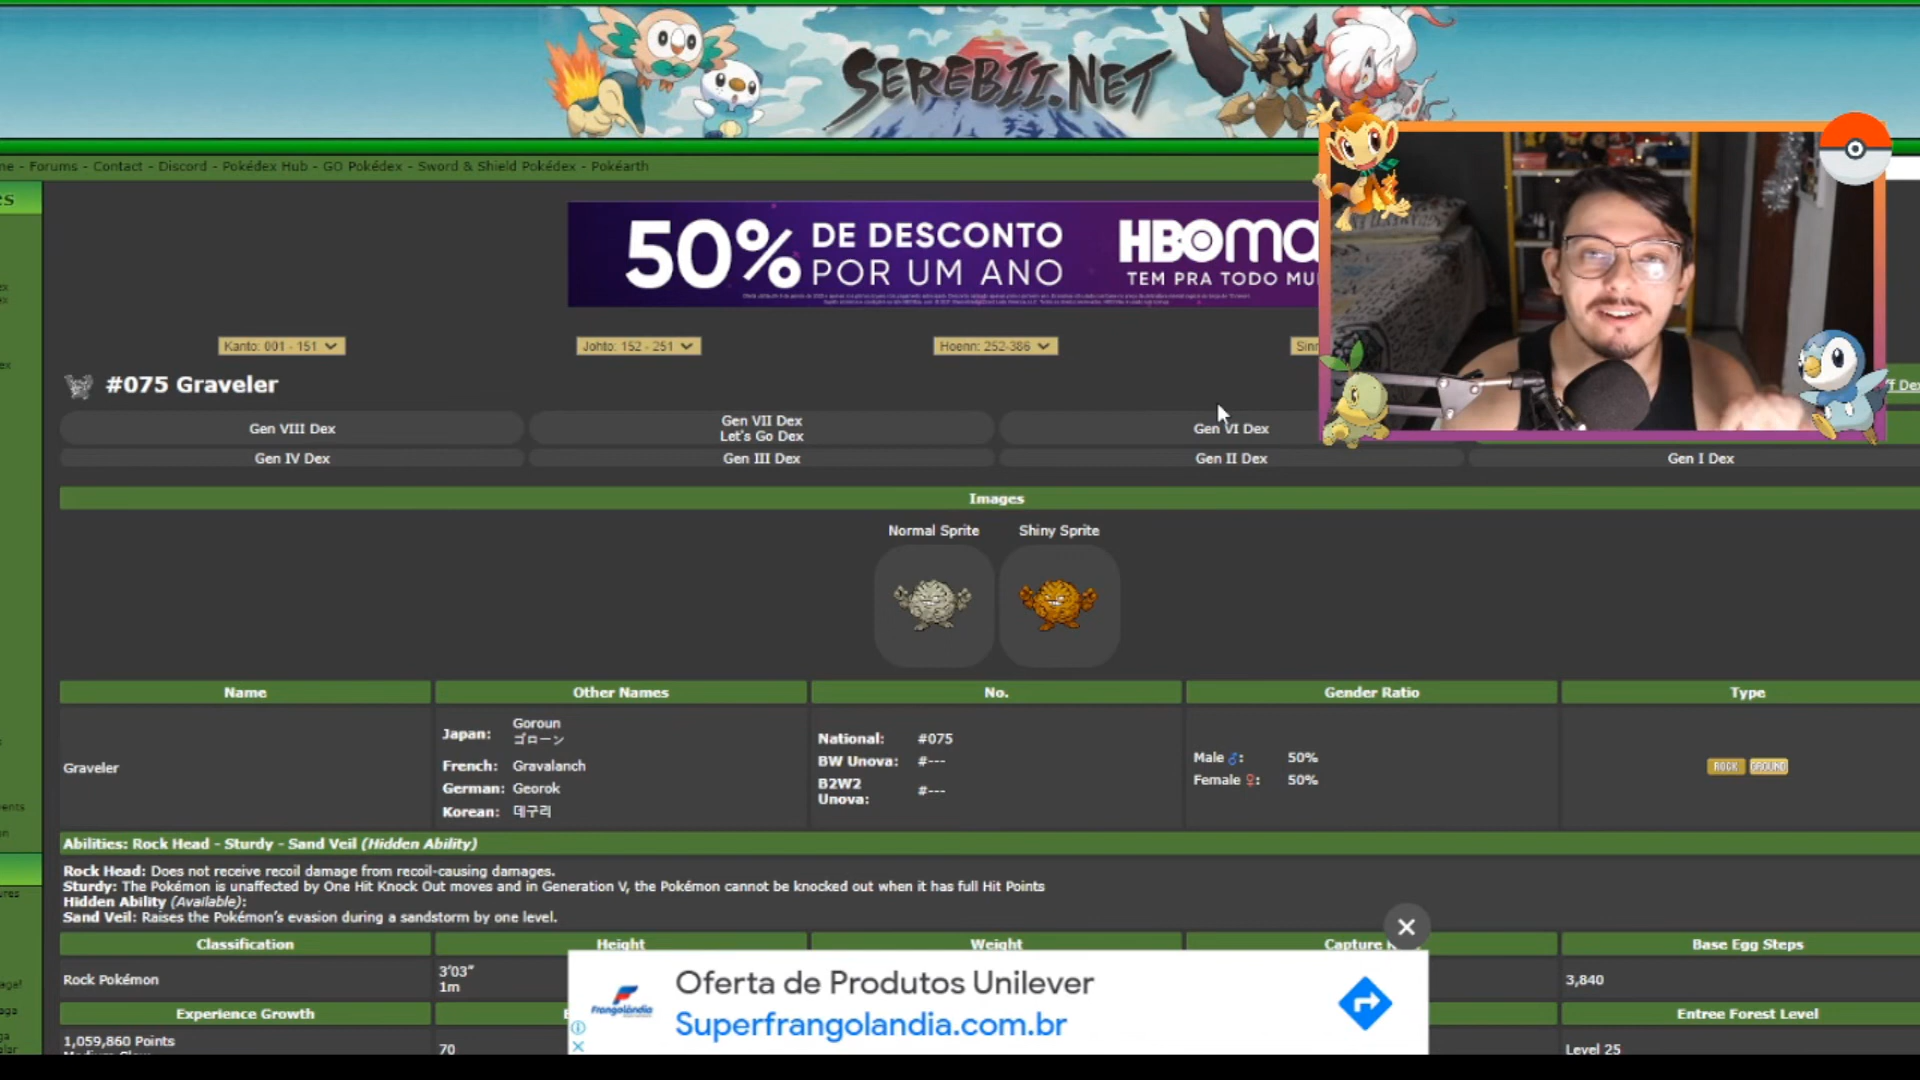 SEREBII.NET
me - Forums - Contact - Discord - Pokédex Hub - GO Pokédex - Sword & Shield Pokédex - Pokéarth
50% DE DESCONTO
POR UM ANO
HBOMA
TEM PRA TODO MU
Kanto: 001 - 151
Johto: 152 - 251
Hoenn: 252-386
Sinn
#075 Graveler
Gen VIII Dex
Gen VII Dex
Let's Go Dex
Gen VI Dex
Gen IV Dex
Gen III Dex
Gen II Dex
Gen I Dex
Images
Normal Sprite
Shiny Sprite
Name
Other Names
No.
Gender Ratio
Type
Graveler
Japan: Goroun
ゴローン
French: Gravalanch
German: Georok
Korean: 데구리
National: #075
BW Unova: #---
B2W2
Unova: #---
Male ♂: 50%
Female ♀: 50%
ROCK GROUND
Abilities: Rock Head - Sturdy - Sand Veil (Hidden Ability)
Rock Head: Does not receive recoil damage from recoil-causing damages.
Sturdy: The Pokémon is unaffected by One Hit Knock Out moves and in Generation V, the Pokémon cannot be knocked out when it has full Hit Points
Hidden Ability (Available):
Sand Veil: Raises the Pokémon's evasion during a sandstorm by one level.
Classification
Height
Weight
Capture
Base Egg Steps
Rock Pokémon
3'03"
1m
3,840
Experience Growth
Entree Forest Level
1,059,860 Points
70
Level 25
Frangolândia
Oferta de Produtos Unilever
Superfrangolandia.com.br